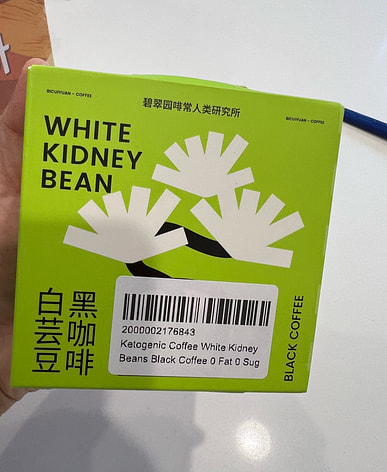 BICUIYUAN - COFFEE
碧翠园啡常人类研究所
BICUIYUAN - COFFEE
WHITE
KIDNEY
BEAN
黑咖啡
白芸豆
BLACK COFFEE
2000002176843
Ketogenic Coffee White Kidney
Beans Black Coffee 0 Fat 0 Sug